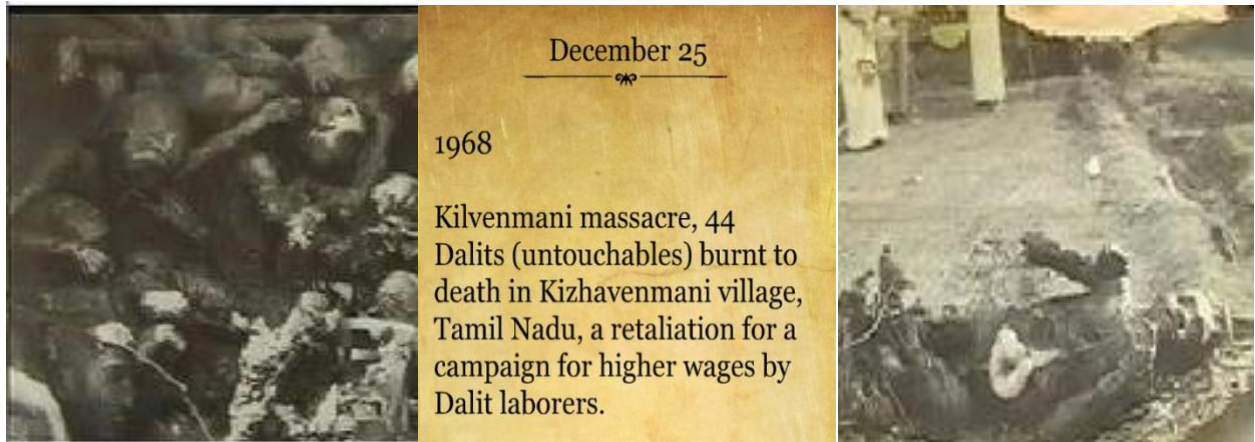 December 25
1968
Kilvenmani massacre, 44
Dalits (untouchables) burnt to
death in Kizhavenmani village,
Tamil Nadu, a retaliation for a
campaign for higher wages by
Dalit laborers.